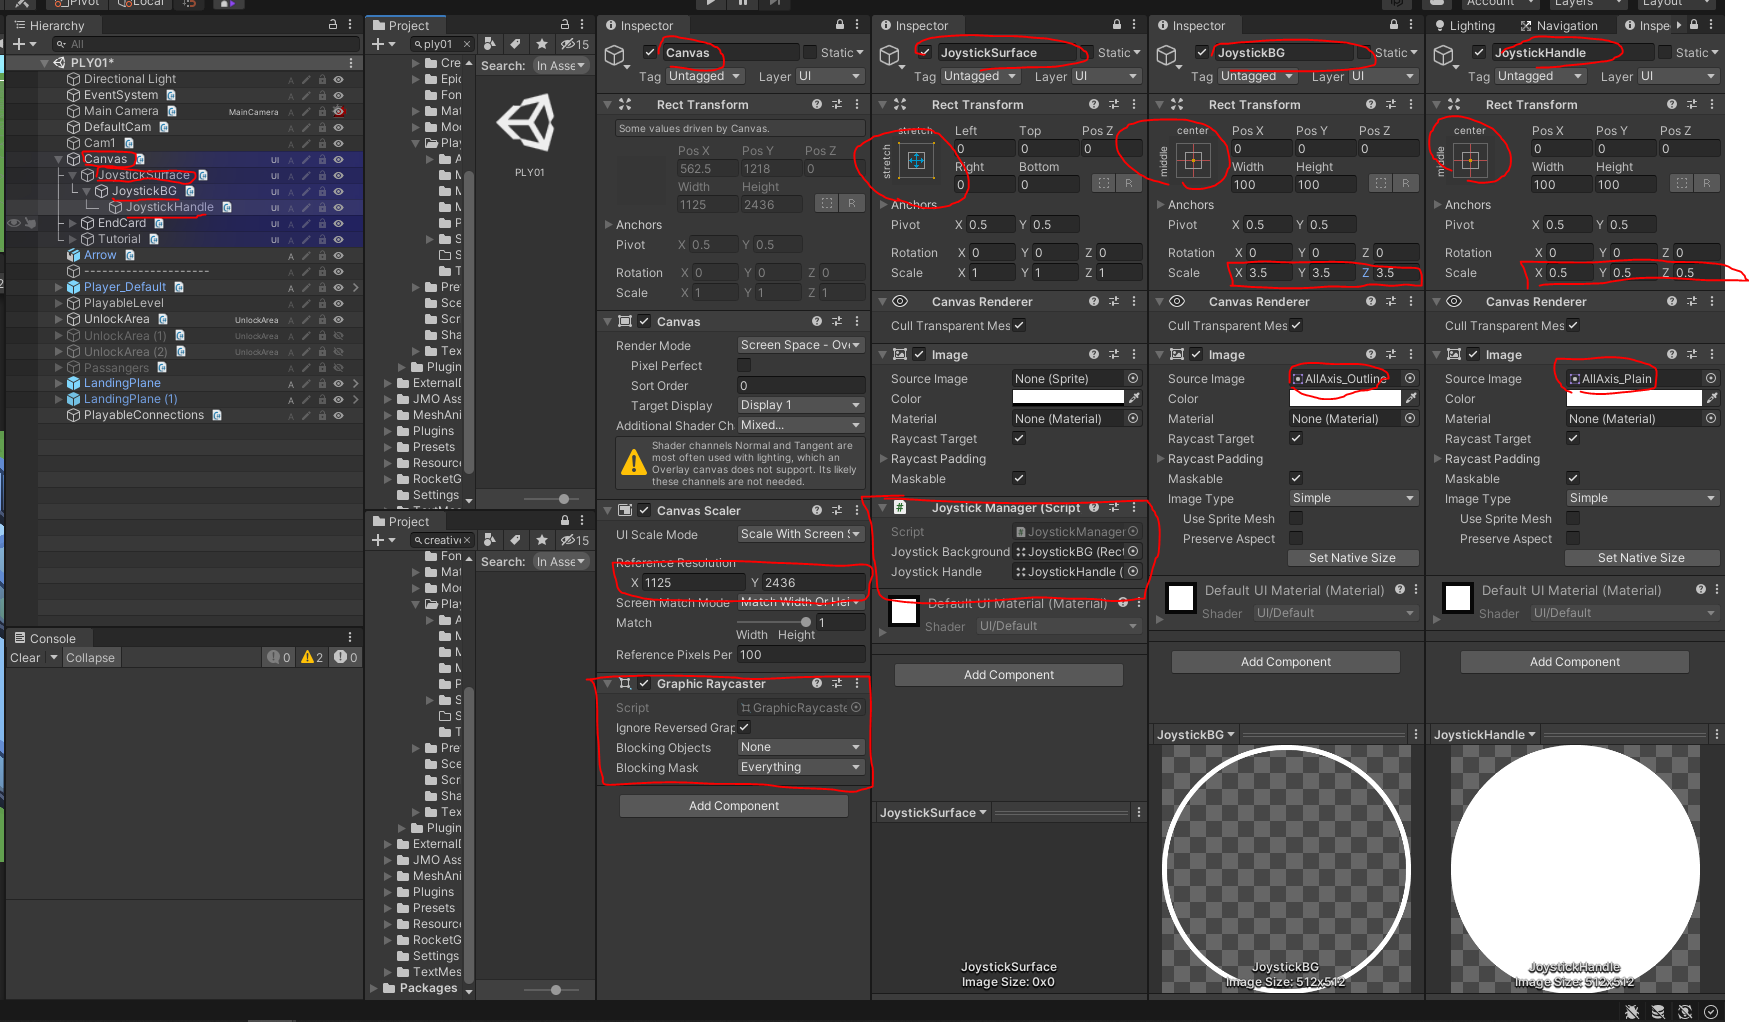 Pivot Local Account Layers Layout
Hierarchy
All
PLY01*
Directional Light
EventSystem
Main Camera MainCamera
DefaultCam
Cam1
Canvas UI
JoystickSurface UI
JoystickBG UI
JoystickHandle UI
EndCard UI
Tutorial UI
Arrow
---------------------
Player_Default
PlayableLevel
UnlockArea UnlockArea
UnlockArea (1) UnlockArea
UnlockArea (2) UnlockArea
Passangers
LandingPlane
LandingPlane (1)
PlayableConnections
Console
Clear Collapse 0 2 0
Project
ply01 15
Search: In Asse
Cre
Epic
Fon
Mat
Moc
Play
PLY01
Pref
Sce
Scri
Sha
Tex
Plugin
ExternalD
JMO Ass
MeshAni
Plugins
Presets
Resourc
RocketG
Settings
Project
creative 15
Search: In Asse
Fon
Mat
Moc
Play
Pref
Sce
Scri
Sha
Tex
Plugin
ExternalD
JMO Ass
MeshAni
Plugins
Presets
Resourc
RocketG
Settings
TextMes
Packages
Inspector
Canvas Static
Tag Untagged Layer UI
Rect Transform
Some values driven by Canvas.
Pos X Pos Y Pos Z
562.5 1218 0
Width Height
1125 2436 R
Anchors
Pivot X 0.5 Y 0.5
Rotation X 0 Y 0 Z 0
Scale X 1 Y 1 Z 1
Canvas
Render Mode Screen Space - Ove
Pixel Perfect
Sort Order 0
Target Display Display 1
Additional Shader Ch Mixed...
Shader channels Normal and Tangent are
most often used with lighting, which an
Overlay canvas does not support. Its likely
these channels are not needed.
Canvas Scaler
UI Scale Mode Scale With Screen S
Reference Resolution
X 1125 Y 2436
Screen Match Mode Match Width Or Hei
Match 1
Width Height
Reference Pixels Per 100
Graphic Raycaster
Script GraphicRaycaste
Ignore Reversed Grap
Blocking Objects None
Blocking Mask Everything
Add Component
Inspector
JoystickSurface Static
Tag Untagged Layer UI
Rect Transform
stretch Left Top Pos Z
stretch 0 0 0
Right Bottom
0 0 R
Anchors
Pivot X 0.5 Y 0.5
Rotation X 0 Y 0 Z 0
Scale X 1 Y 1 Z 1
Canvas Renderer
Cull Transparent Mes
Image
Source Image None (Sprite)
Color
Material None (Material)
Raycast Target
Raycast Padding
Maskable
Joystick Manager (Script
Script JoystickManager
Joystick Background JoystickBG (Rect
Joystick Handle JoystickHandle (
Default UI Material (Material)
Shader UI/Default
Add Component
JoystickSurface
JoystickSurface
Image Size: 0x0
Inspector
JoystickBG Static
Tag Untagged Layer UI
Rect Transform
center Pos X Pos Y Pos Z
middle 0 0 0
Width Height
100 100 R
Anchors
Pivot X 0.5 Y 0.5
Rotation X 0 Y 0 Z 0
Scale X 3.5 Y 3.5 Z 3.5
Canvas Renderer
Cull Transparent Mes
Image
Source Image AllAxis_Outline
Color
Material None (Material)
Raycast Target
Raycast Padding
Maskable
Image Type Simple
Use Sprite Mesh
Preserve Aspect
Set Native Size
Default UI Material (Material)
Shader UI/Default
Add Component
JoystickBG
JoystickBG
Image Size: 512x512
Lighting Navigation Inspe
JoystickHandle Static
Tag Untagged Layer UI
Rect Transform
center Pos X Pos Y Pos Z
middle 0 0 0
Width Height
100 100 R
Anchors
Pivot X 0.5 Y 0.5
Rotation X 0 Y 0 Z 0
Scale X 0.5 Y 0.5 Z 0.5
Canvas Renderer
Cull Transparent Mes
Image
Source Image AllAxis_Plain
Color
Material None (Material)
Raycast Target
Raycast Padding
Maskable
Image Type Simple
Use Sprite Mesh
Preserve Aspect
Set Native Size
Default UI Material (Material)
Shader UI/Default
Add Component
JoystickHandle
JoystickHandle
Image Size: 512x512